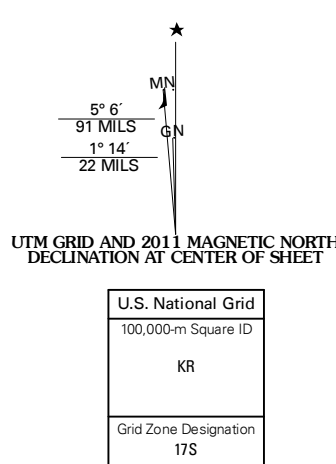 MN
5° 6´
91 MILS
GN
1° 14´
22 MILS
UTM GRID AND 2011 MAGNETIC NORTH
DECLINATION AT CENTER OF SHEET
U.S. National Grid
100,000-m Square ID
KR
Grid Zone Designation
17S